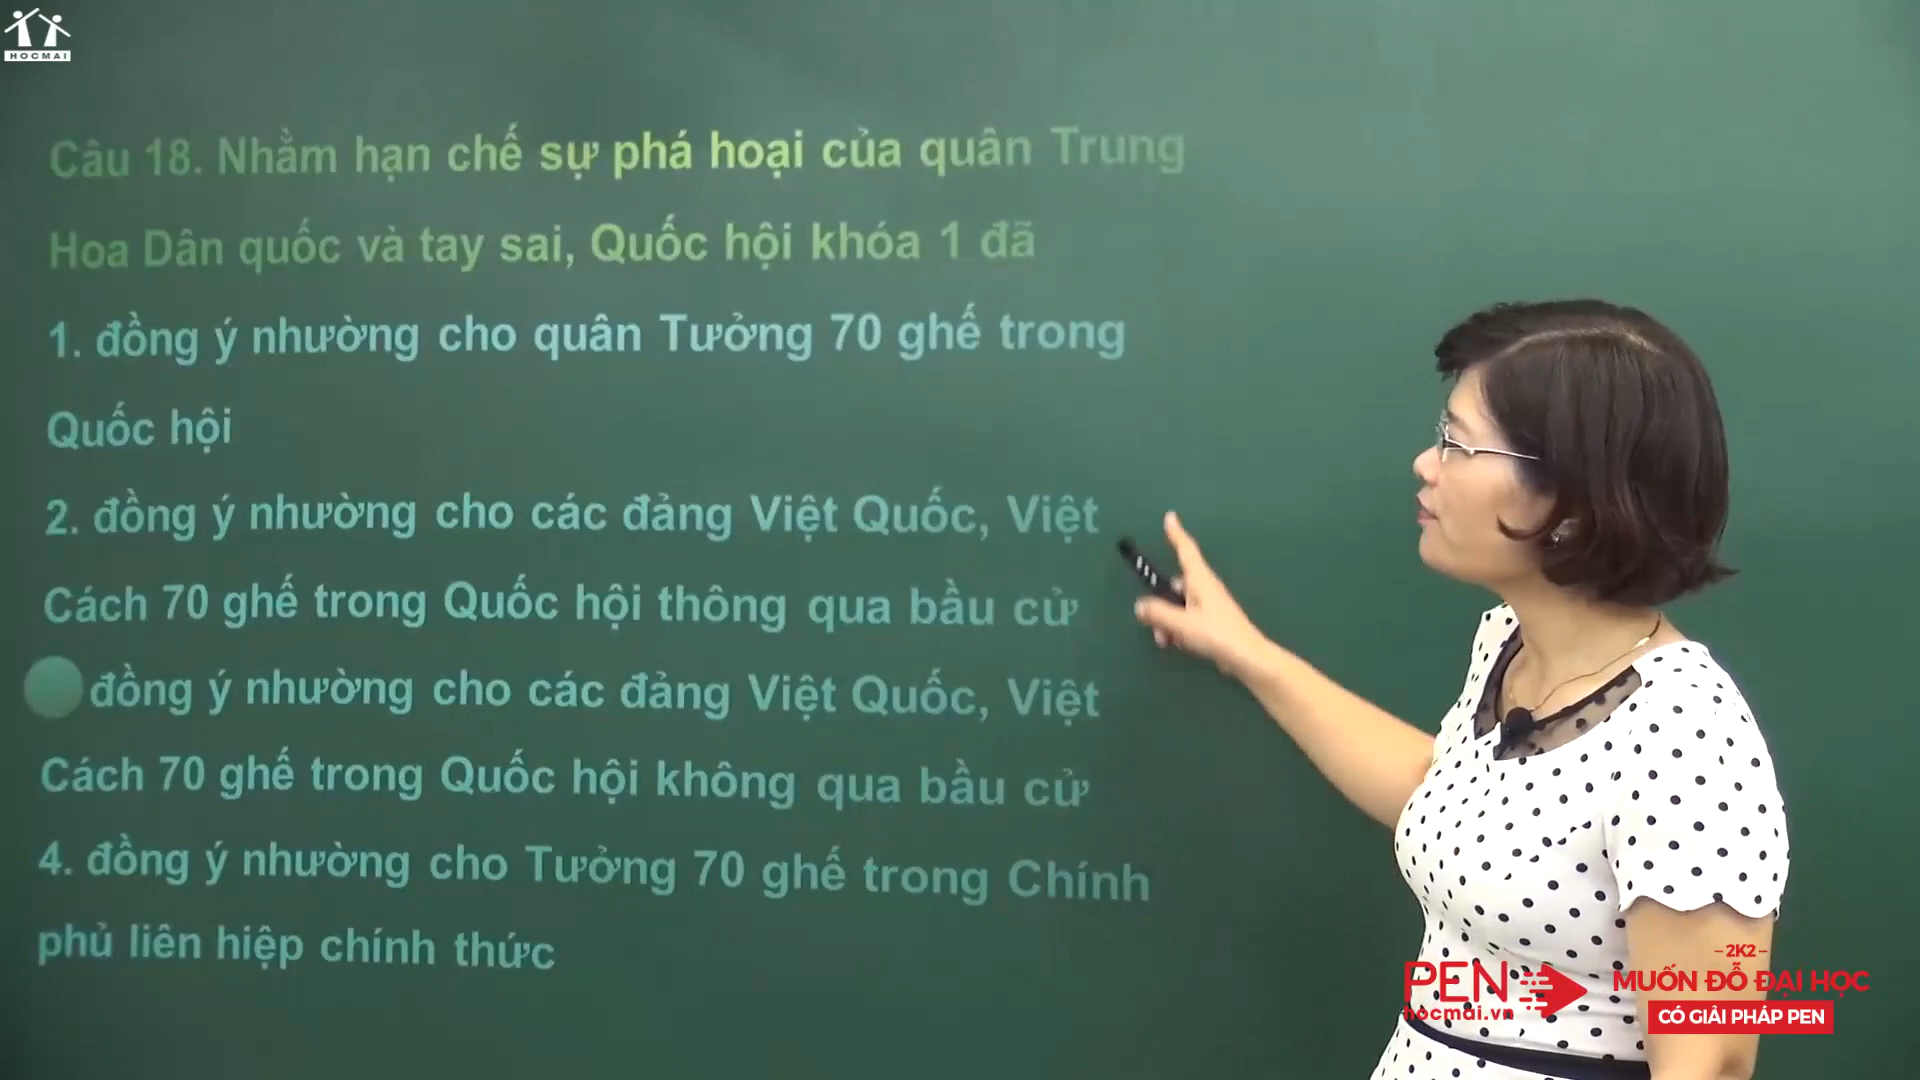 HOCMAI
Câu 18. Nhằm hạn chế sự phá hoại của quân Trung
Hoa Dân quốc và tay sai, Quốc hội khóa 1 đã
1. đồng ý nhường cho quân Tưởng 70 ghế trong
Quốc hội
2. đồng ý nhường cho các đảng Việt Quốc, Việt
Cách 70 ghế trong Quốc hội thông qua bầu cử
đồng ý nhường cho các đảng Việt Quốc, Việt
Cách 70 ghế trong Quốc hội không qua bầu cử
4. đồng ý nhường cho Tưởng 70 ghế trong Chính
phủ liên hiệp chính thức
PEN
hocmai.vn
–2K2–
MUỐN ĐỖ ĐẠI HỌC
CÓ GIẢI PHÁP PEN